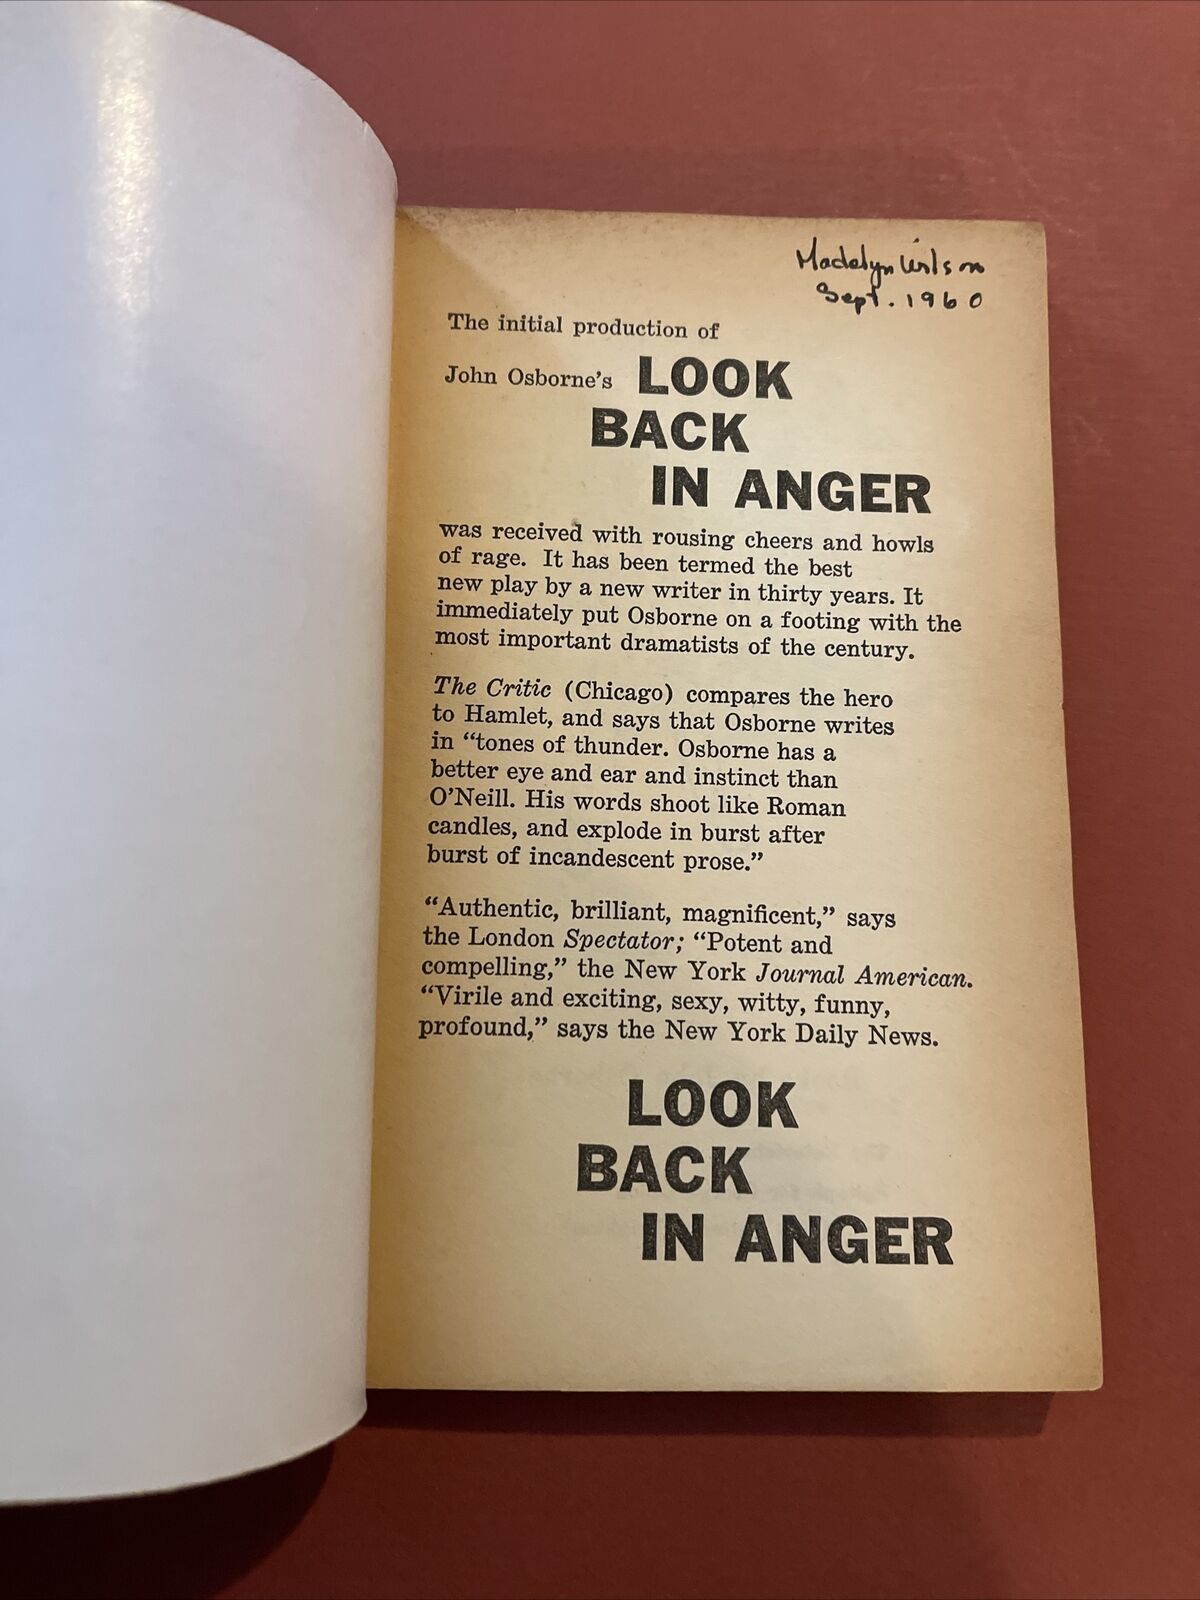 Madelyn Wilson
Sept. 1960
The initial production of
John Osborne's LOOK
BACK
IN ANGER
was received with rousing cheers and howls
of rage. It has been termed the best
new play by a new writer in thirty years. It
immediately put Osborne on a footing with the
most important dramatists of the century.
The Critic (Chicago) compares the hero
to Hamlet, and says that Osborne writes
in “tones of thunder. Osborne has a
better eye and ear and instinct than
O'Neill. His words shoot like Roman
candles, and explode in burst after
burst of incandescent prose.”
“Authentic, brilliant, magnificent,” says
the London Spectator; “Potent and
compelling,” the New York Journal American.
“Virile and exciting, sexy, witty, funny,
profound,” says the New York Daily News.
LOOK
BACK
IN ANGER